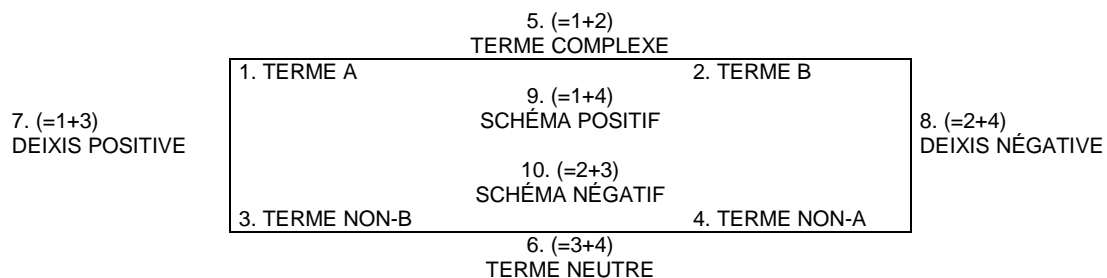 5. (=1+2)
TERME COMPLEXE
1. TERME A
2. TERME B
9. (=1+4)
SCHÉMA POSITIF
7. (=1+3)
DEIXIS POSITIVE
8. (=2+4)
DEIXIS NÉGATIVE
10. (=2+3)
SCHÉMA NÉGATIF
3. TERME NON-B
4. TERME NON-A
6. (=3+4)
TERME NEUTRE